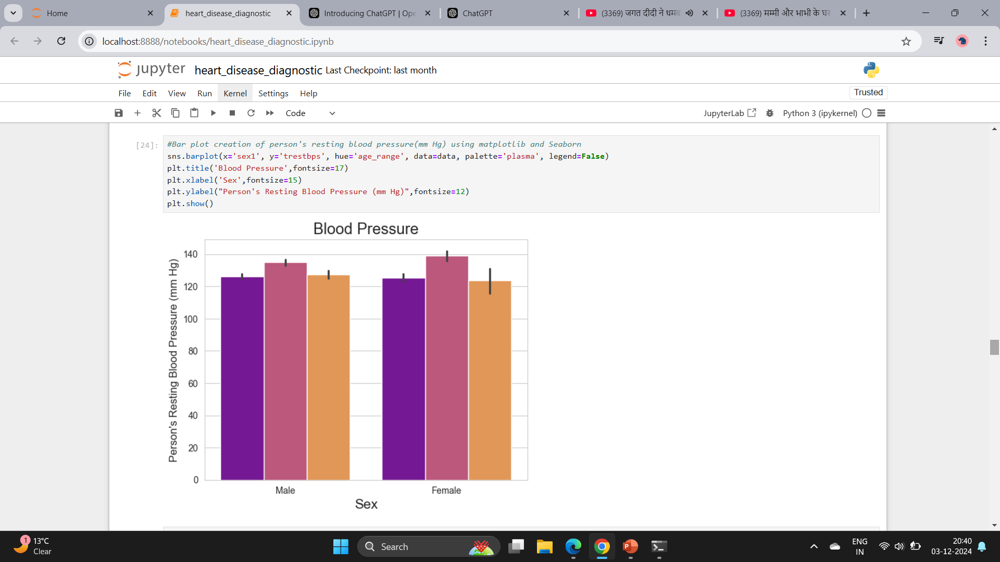 Home
heart_disease_diagnostic
Introducing ChatGPT | Ope
ChatGPT
(3369) जगत दीदी ने धमव
(3369) मम्मी और भाभी के घर
localhost:8888/notebooks/heart_disease_diagnostic.ipynb
jupyter heart_disease_diagnostic Last Checkpoint: last month
File Edit View Run Kernel Settings Help
Trusted
Code
JupyterLab
Python 3 (ipykernel)
[24]:
#Bar plot creation of person's resting blood pressure(mm Hg) using matplotlib and Seaborn
sns.barplot(x='sex1', y='trestbps', hue='age_range', data=data, palette='plasma', legend=False)
plt.title('Blood Pressure',fontsize=17)
plt.xlabel('Sex',fontsize=15)
plt.ylabel("Person's Resting Blood Pressure (mm Hg)",fontsize=12)
plt.show()
Blood Pressure
Person's Resting Blood Pressure (mm Hg)
140
120
100
80
60
40
20
0
Male Female
Sex
1
13°C
Clear
Search
P
ENG
IN
20:40
03-12-2024